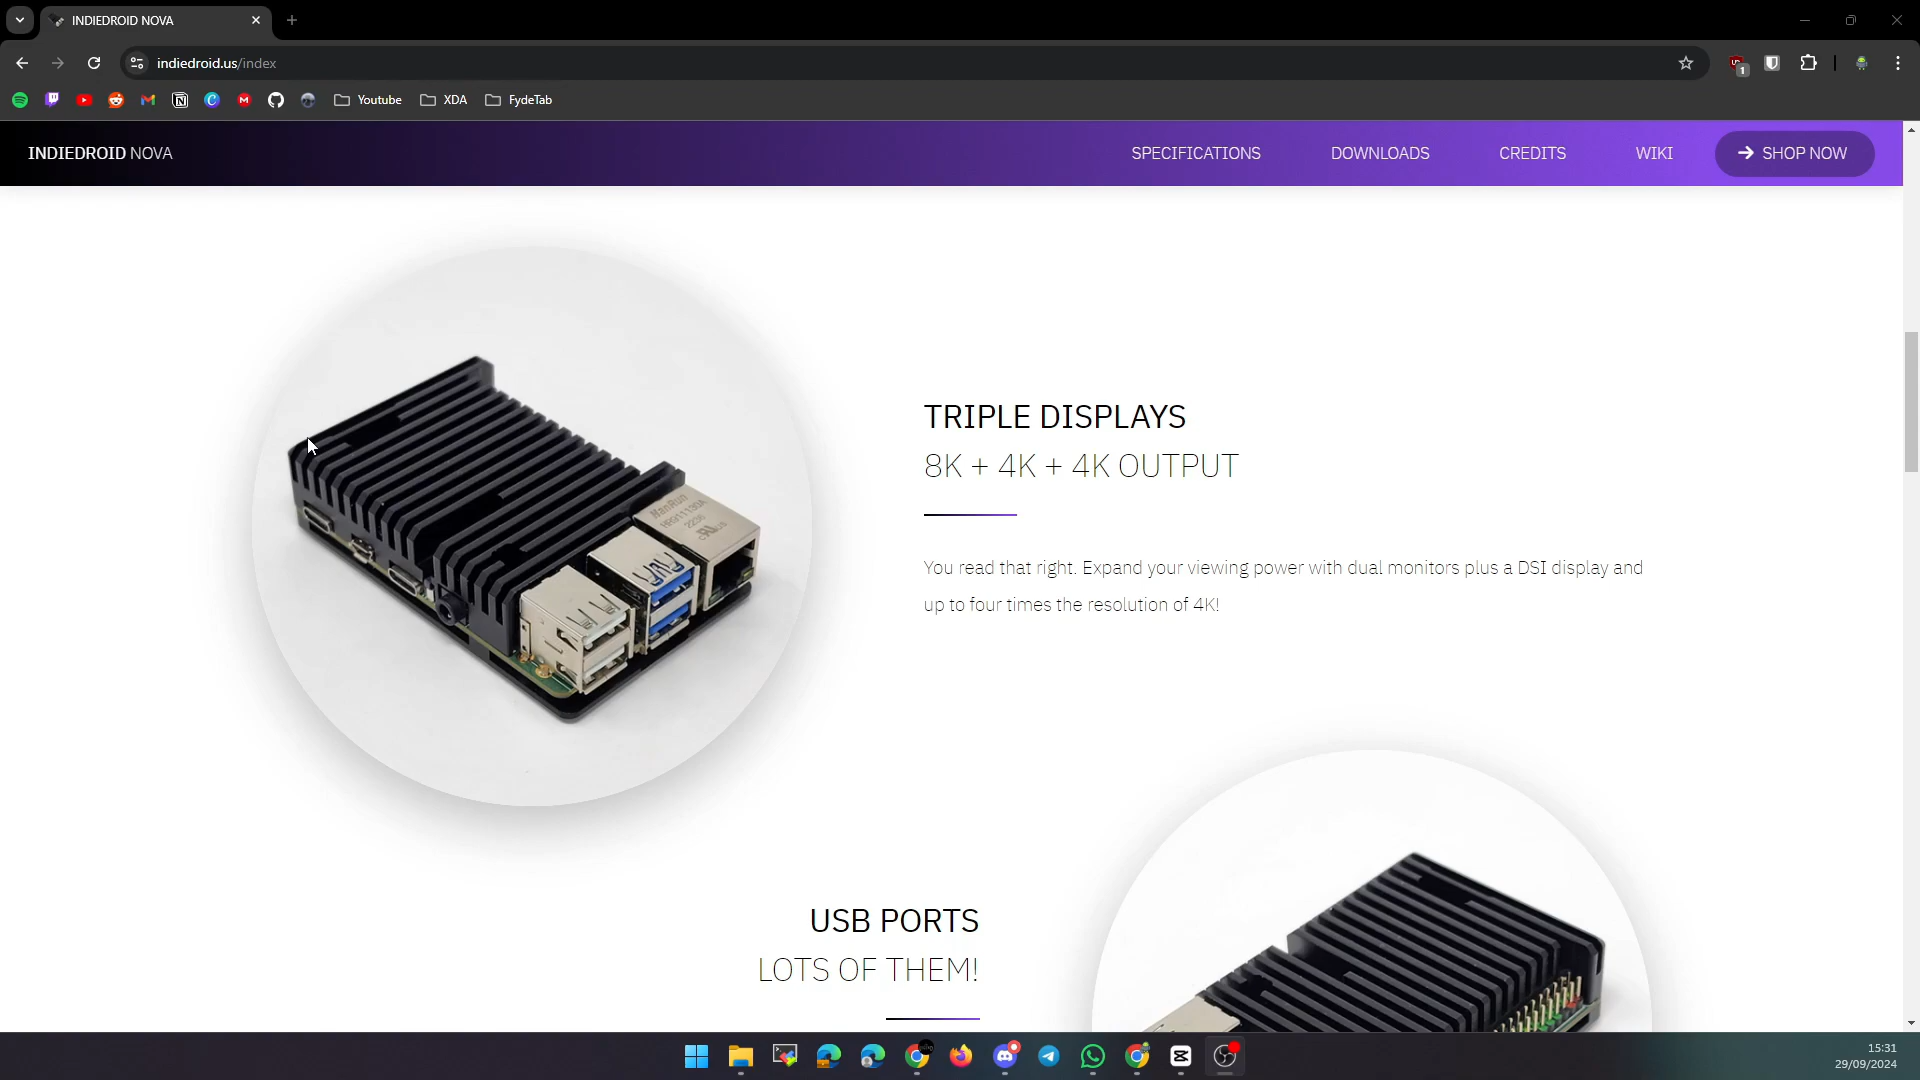 INDIEDROID NOVA
indiedroid.us/index
Youtube
XDA
FydeTab
INDIEDROID NOVA
SPECIFICATIONS
DOWNLOADS
CREDITS
WIKI
SHOP NOW
TRIPLE DISPLAYS
8K + 4K + 4K OUTPUT
You read that right. Expand your viewing power with dual monitors plus a DSI display and
up to four times the resolution of 4K!
USB PORTS
LOTS OF THEM!
15:31
29/09/2024